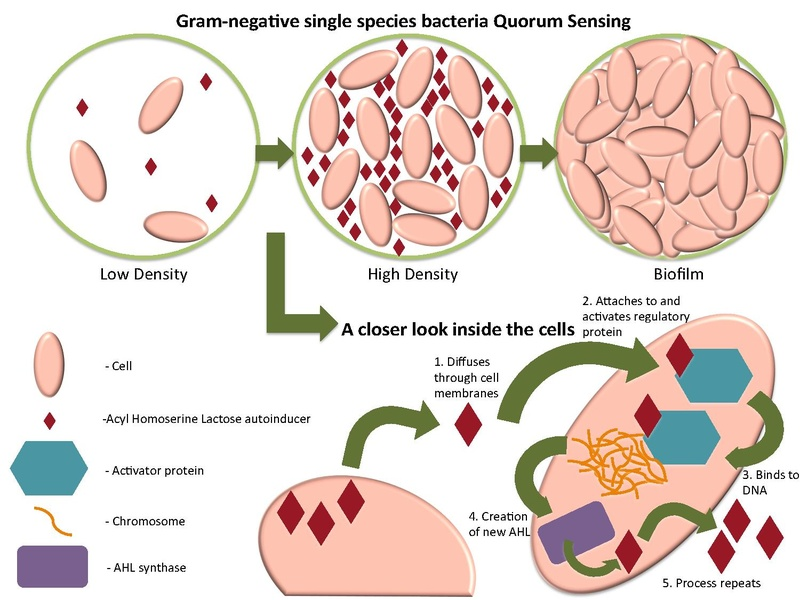 Gram-negative single species bacteria Quorum Sensing
Low Density
High Density
Biofilm
A closer look inside the cells
- Cell
-Acyl Homoserine Lactose autoinducer
- Activator protein
- Chromosome
- AHL synthase
1. Diffuses
through cell
membranes
2. Attaches to and
activates regulatory
protein
3. Binds to
DNA
4. Creation
of new AHL
5. Process repeats